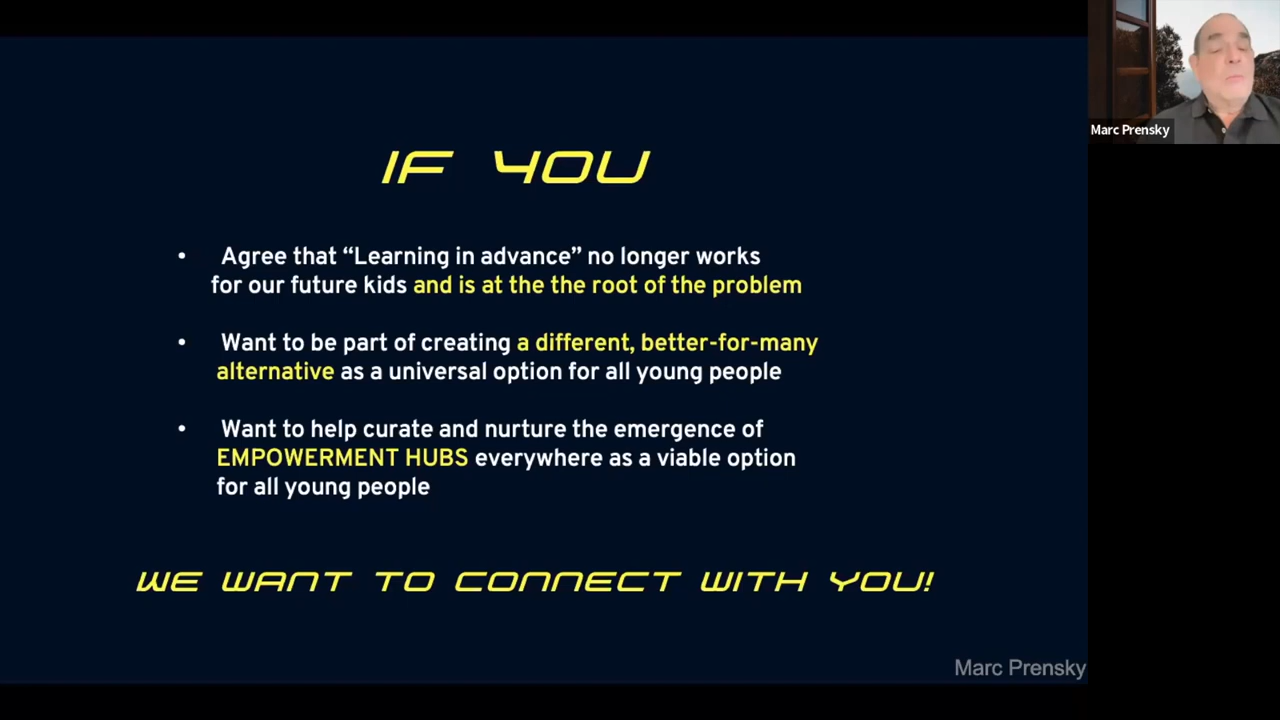 IF YOU
• Agree that “Learning in advance” no longer works
for our future kids and is at the the root of the problem
• Want to be part of creating a different, better-for-many
alternative as a universal option for all young people
• Want to help curate and nurture the emergence of
EMPOWERMENT HUBS everywhere as a viable option
for all young people
WE WANT TO CONNECT WITH YOU!
Marc Prensky
Marc Prensky